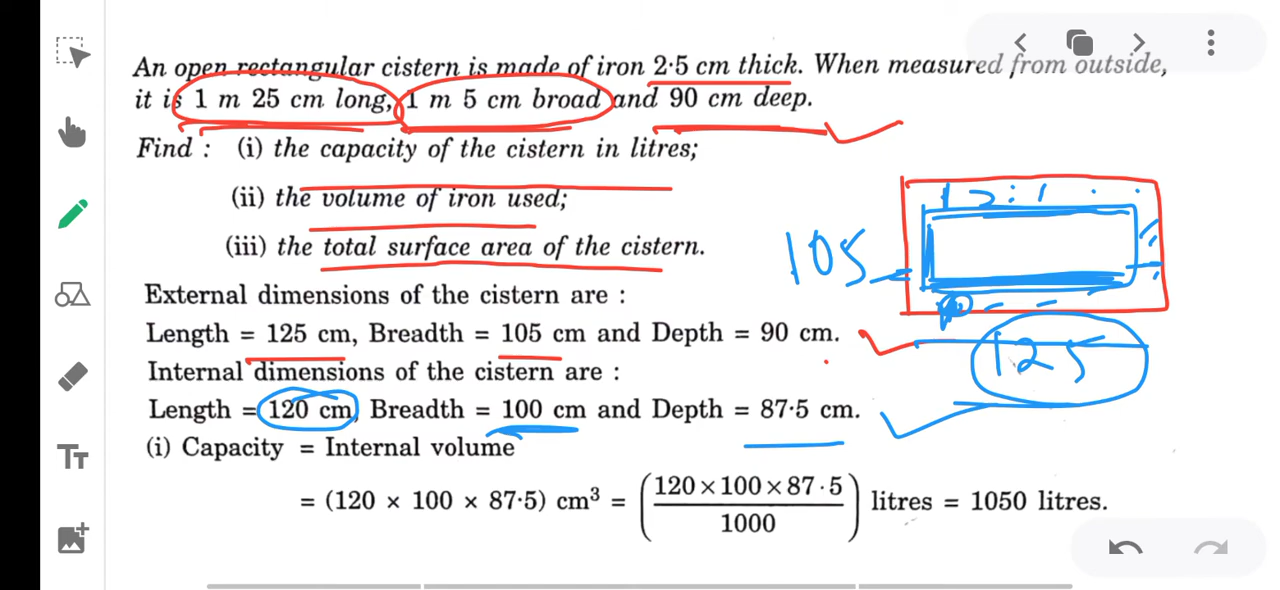 An open rectangular cistern is made of iron 2·5 cm thick. When measured from outside,
it is 1 m 25 cm long, 1 m 5 cm broad and 90 cm deep.
Find : (i) the capacity of the cistern in litres;
(ii) the volume of iron used;
(iii) the total surface area of the cistern.
105
External dimensions of the cistern are :
Length = 125 cm, Breadth = 105 cm and Depth = 90 cm.
125
Internal dimensions of the cistern are :
Length = 120 cm, Breadth = 100 cm and Depth = 87·5 cm.
(i) Capacity = Internal volume
= (120 × 100 × 87·5) cm³ = (120×100×87·5/1000) litres = 1050 litres.
Tт